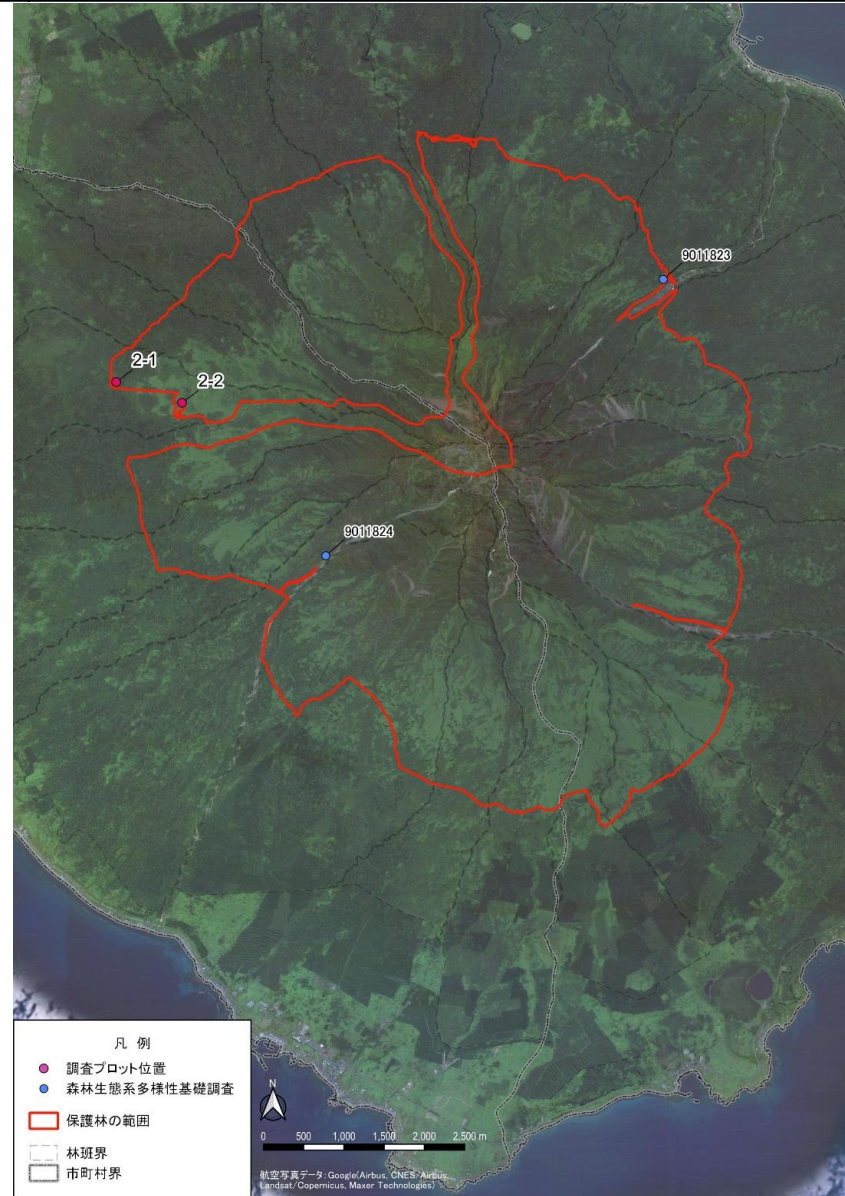 9011823
2-1
2-2
9011824
凡 例
調査プロット位置
森林生態系多様性基礎調査
保護林の範囲
林班界
市町村界
N
0 500 1,000 1,500 2,000 2,500 m
航空写真データ:Google(Airbus, CNES/Airbus,
Landsat/Copernicus, Maxer Technologies)